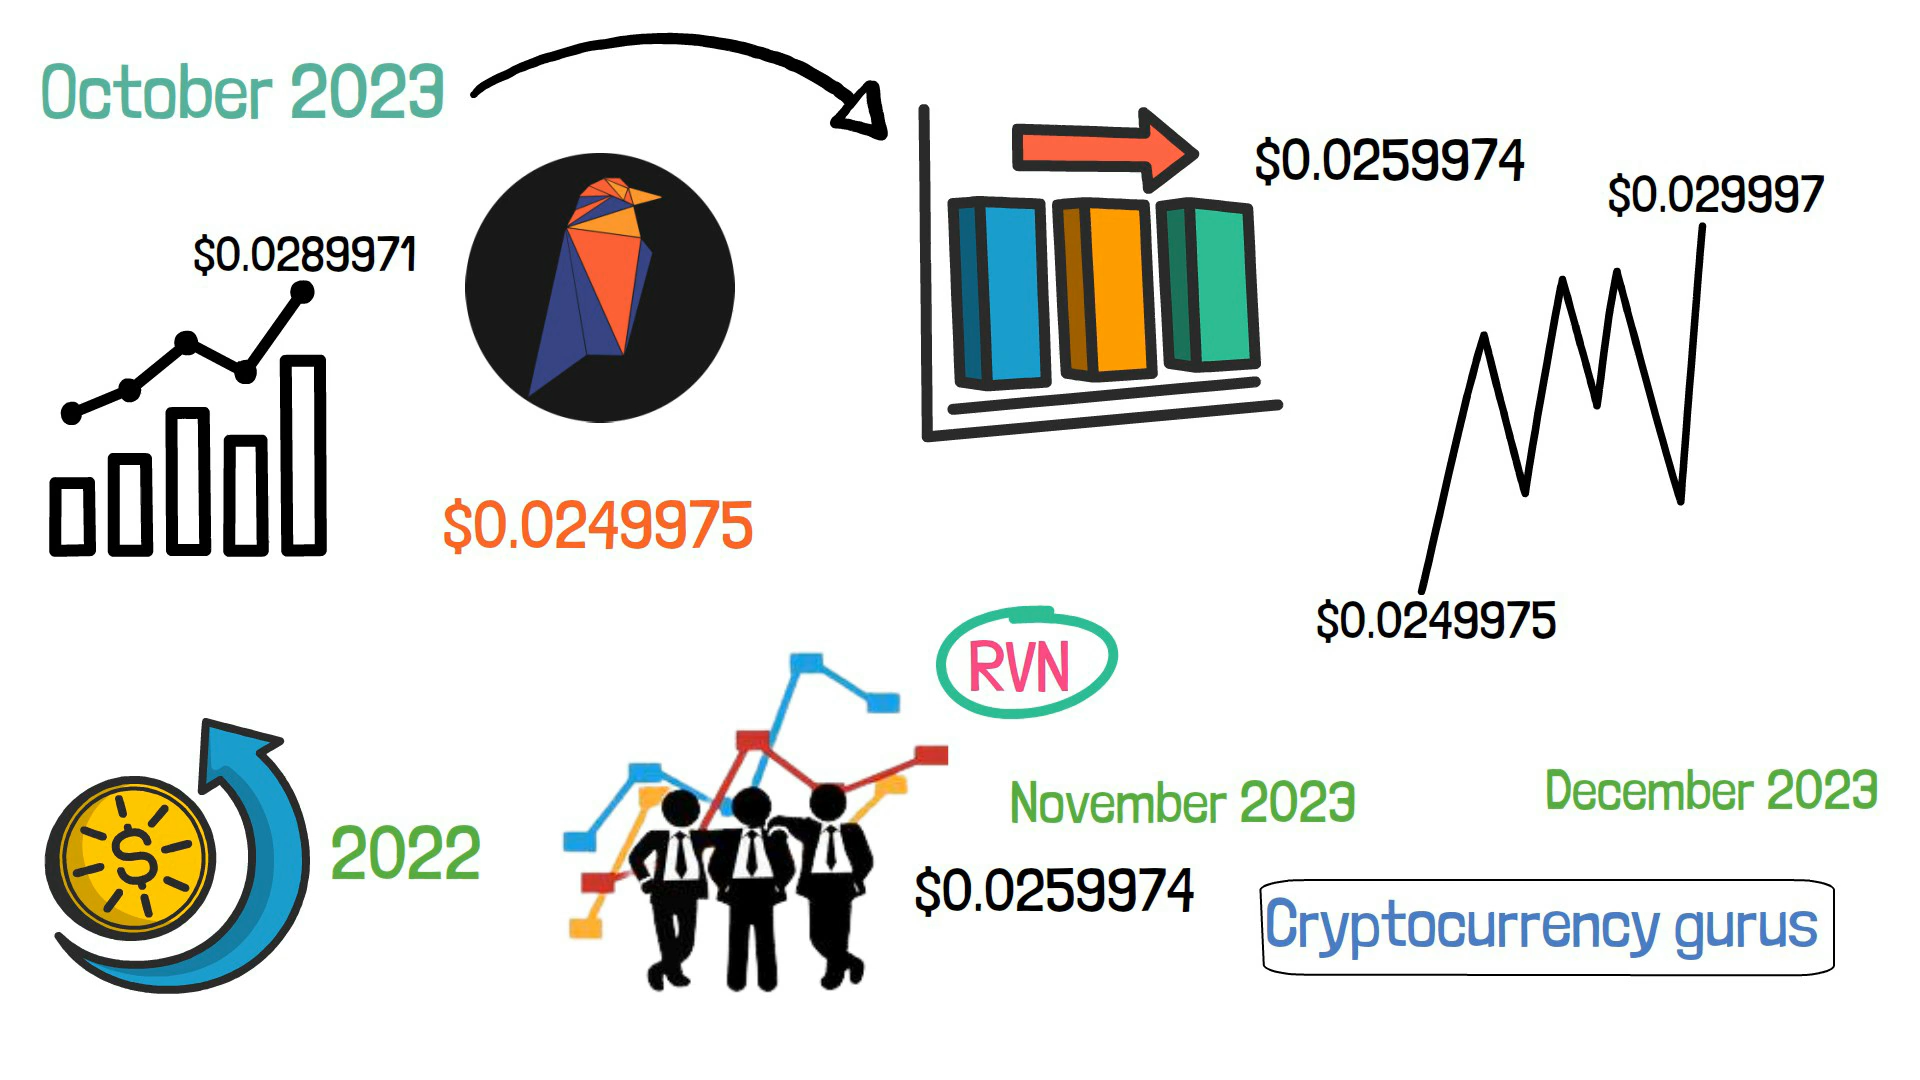 October 2023
$0.0259974
$0.029997
$0.0289971
$0.0249975
$0.0249975
RVN
2022
November 2023
December 2023
$0.0259974
Cryptocurrency gurus